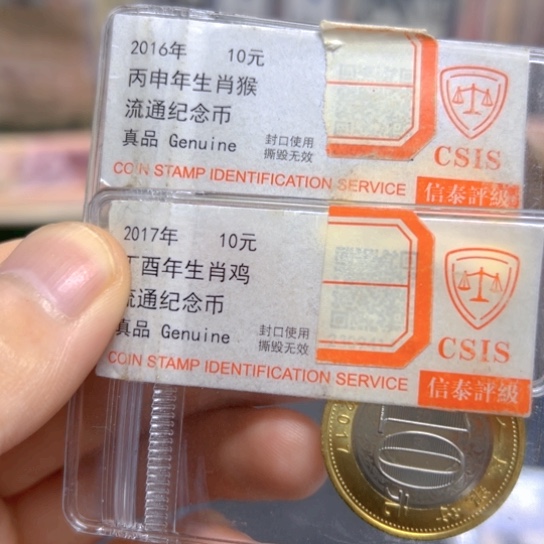 2016年 10元
丙申年生肖猴
流通纪念币
真品 Genuine
封口使用
撕毁无效
COIN STAMP IDENTIFICATION SERVICE
CSIS
信泰評級
2017年 10元
丁酉年生肖鸡
流通纪念币
真品 Genuine
封口使用
撕毁无效
COIN STAMP IDENTIFICATION SERVICE
CSIS
信泰評級
2017
10